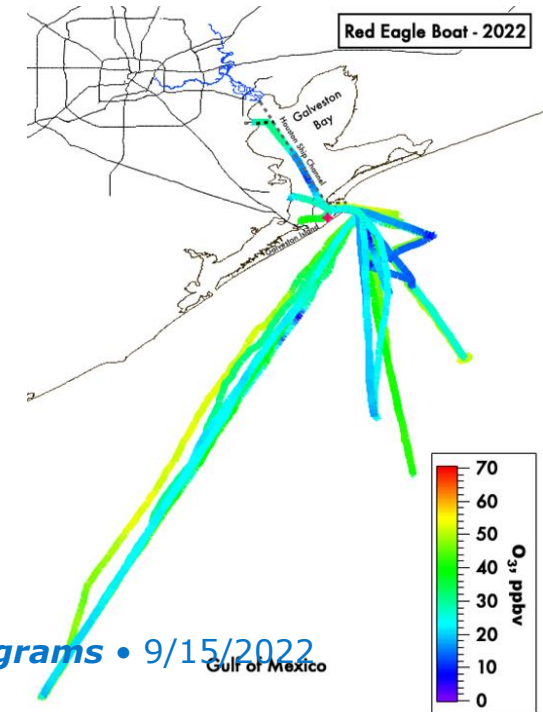 Red Eagle Boat - 2022
Galveston
Bay
Houston Ship Channel
Galveston Island
70
60
50
40
30
20
10
0
O₃, ppbv
grams • 9/15/2022
Gulf of Mexico